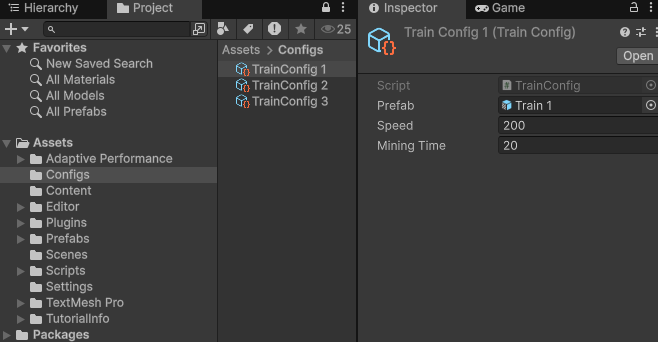 Hierarchy
Project
25
Favorites
New Saved Search
All Materials
All Models
All Prefabs
Assets
Adaptive Performance
Configs
Content
Editor
Plugins
Prefabs
Scenes
Scripts
Settings
TextMesh Pro
TutorialInfo
Packages
Assets > Configs
TrainConfig 1
TrainConfig 2
TrainConfig 3
Inspector
Game
Train Config 1 (Train Config)
Open
Script TrainConfig
Prefab Train 1
Speed 200
Mining Time 20